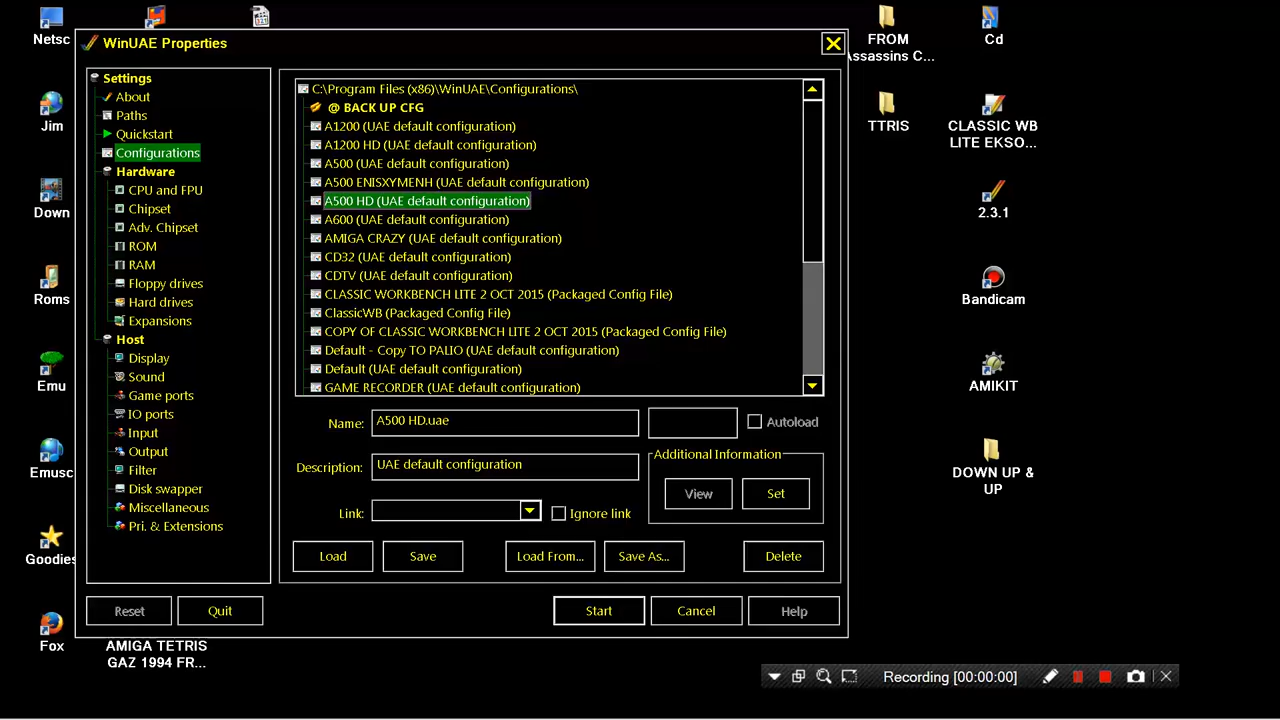 Netsc
Jim
Down
Roms
Emu
Emusc
Goodies
Fox
AMIGA TETRIS
GAZ 1994 FR...
WinUAE Properties
Settings
About
Paths
Quickstart
Configurations
Hardware
CPU and FPU
Chipset
Adv. Chipset
ROM
RAM
Floppy drives
Hard drives
Expansions
Host
Display
Sound
Game ports
IO ports
Input
Output
Filter
Disk swapper
Miscellaneous
Pri. & Extensions
C:\Program Files (x86)\WinUAE\Configurations\
@ BACK UP CFG
A1200 (UAE default configuration)
A1200 HD (UAE default configuration)
A500 (UAE default configuration)
A500 ENISXYMENH (UAE default configuration)
A500 HD (UAE default configuration)
A600 (UAE default configuration)
AMIGA CRAZY (UAE default configuration)
CD32 (UAE default configuration)
CDTV (UAE default configuration)
CLASSIC WORKBENCH LITE 2 OCT 2015 (Packaged Config File)
ClassicWB (Packaged Config File)
COPY OF CLASSIC WORKBENCH LITE 2 OCT 2015 (Packaged Config File)
Default - Copy TO PALIO (UAE default configuration)
Default (UAE default configuration)
GAME RECORDER (UAE default configuration)
Name: A500 HD.uae
Autoload
Description: UAE default configuration
Additional Information
View Set
Link:
Ignore link
Load Save Load From... Save As... Delete
Reset Quit Start Cancel Help
FROM
Assassins C...
TTRIS
Cd
CLASSIC WB
LITE EKSO...
2.3.1
Bandicam
AMIKIT
DOWN UP &
UP
Recording [00:00:00]